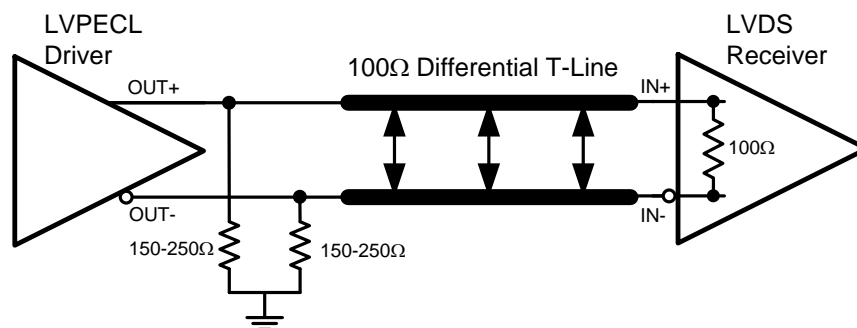 LVPECL
Driver
LVDS
Receiver
100Ω Differential T-Line
OUT+
IN+
100Ω
OUT-
IN-
150-250Ω
150-250Ω